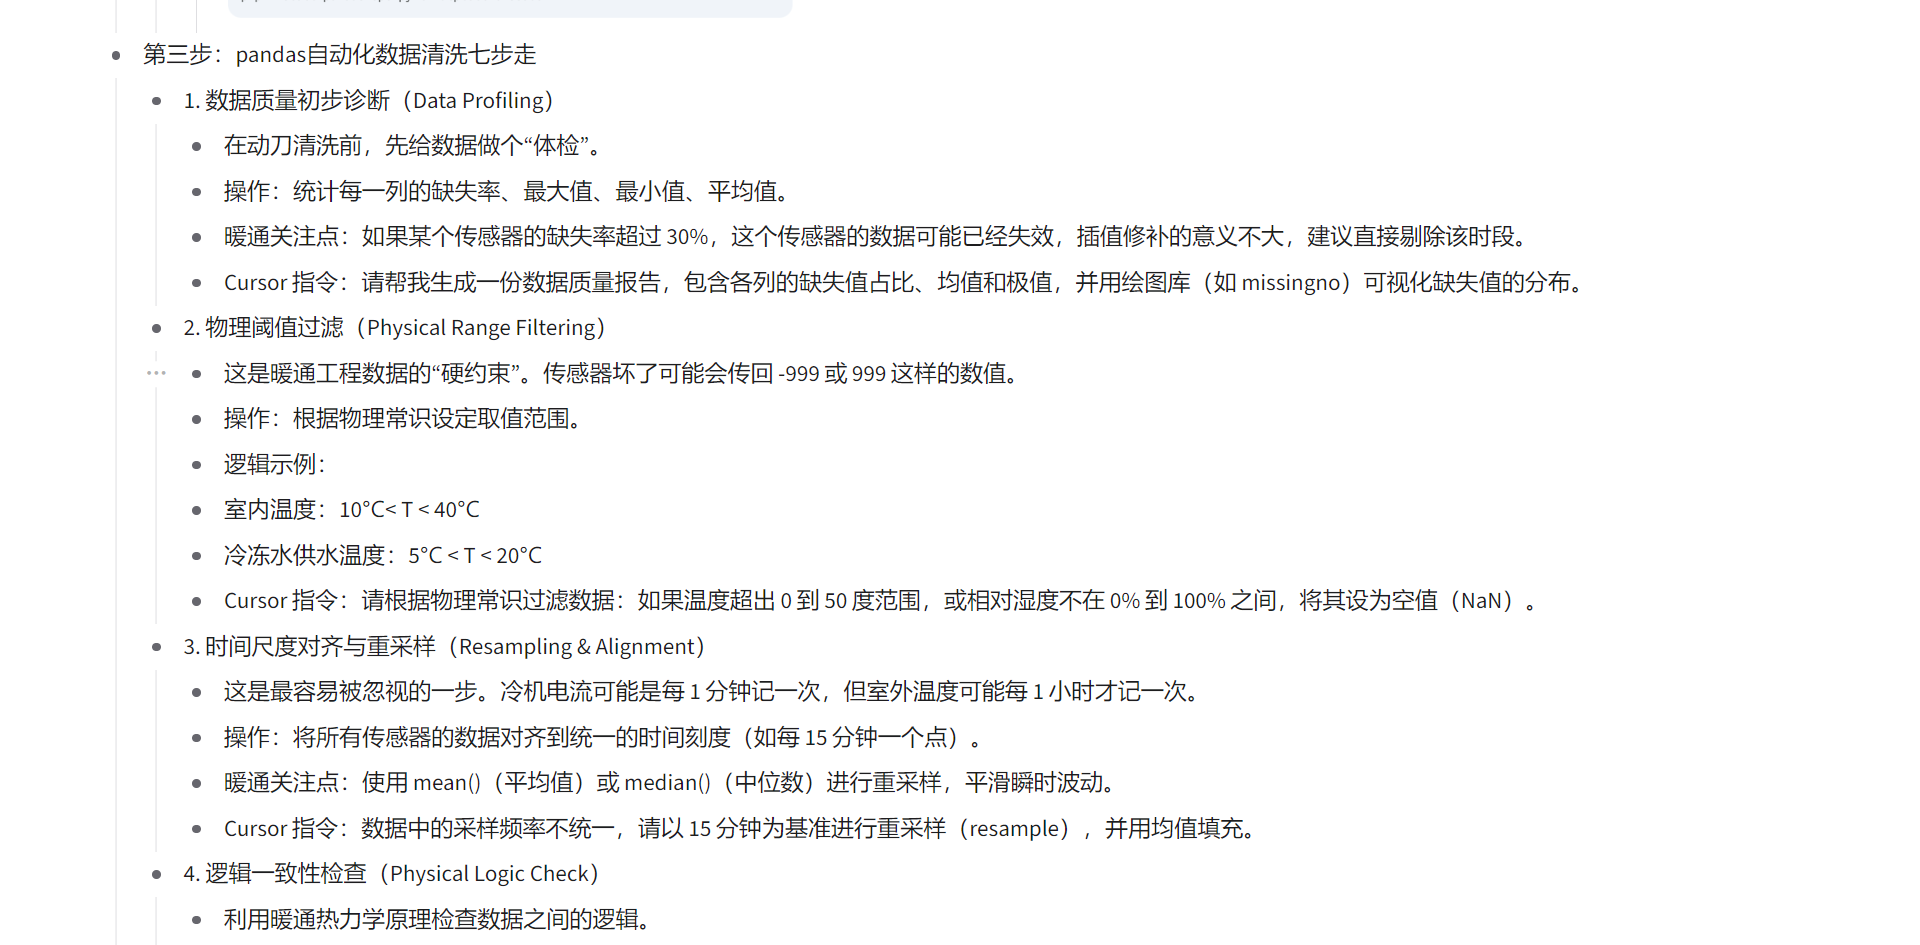 第三步：pandas自动化数据清洗七步走
1. 数据质量初步诊断（Data Profiling）
在动刀清洗前，先给数据做个“体检”。
操作：统计每一列的缺失率、最大值、最小值、平均值。
暖通关注点：如果某个传感器的缺失率超过 30%，这个传感器的数据可能已经失效，插值修补的意义不大，建议直接剔除该时段。
Cursor 指令：请帮我生成一份数据质量报告，包含各列的缺失值占比、均值和极值，并用绘图库（如 missingno）可视化缺失值的分布。
2. 物理阈值过滤（Physical Range Filtering）
这是暖通工程数据的“硬约束”。传感器坏了可能会传回 -999 或 999 这样的数值。
操作：根据物理常识设定取值范围。
逻辑示例：
室内温度：10°C< T < 40°C
冷冻水供水温度：5°C < T < 20°C
Cursor 指令：请根据物理常识过滤数据：如果温度超出 0 到 50 度范围，或相对湿度不在 0% 到 100% 之间，将其设为空值（NaN）。
3. 时间尺度对齐与重采样（Resampling & Alignment）
这是最容易被忽视的一步。冷机电流可能是每 1 分钟记一次，但室外温度可能每 1 小时才记一次。
操作：将所有传感器的数据对齐到统一的时间刻度（如每 15 分钟一个点）。
暖通关注点：使用 mean()（平均值）或 median()（中位数）进行重采样，平滑瞬时波动。
Cursor 指令：数据中的采样频率不统一，请以 15 分钟为基准进行重采样（resample），并用均值填充。
4. 逻辑一致性检查（Physical Logic Check）
利用暖通热力学原理检查数据之间的逻辑。